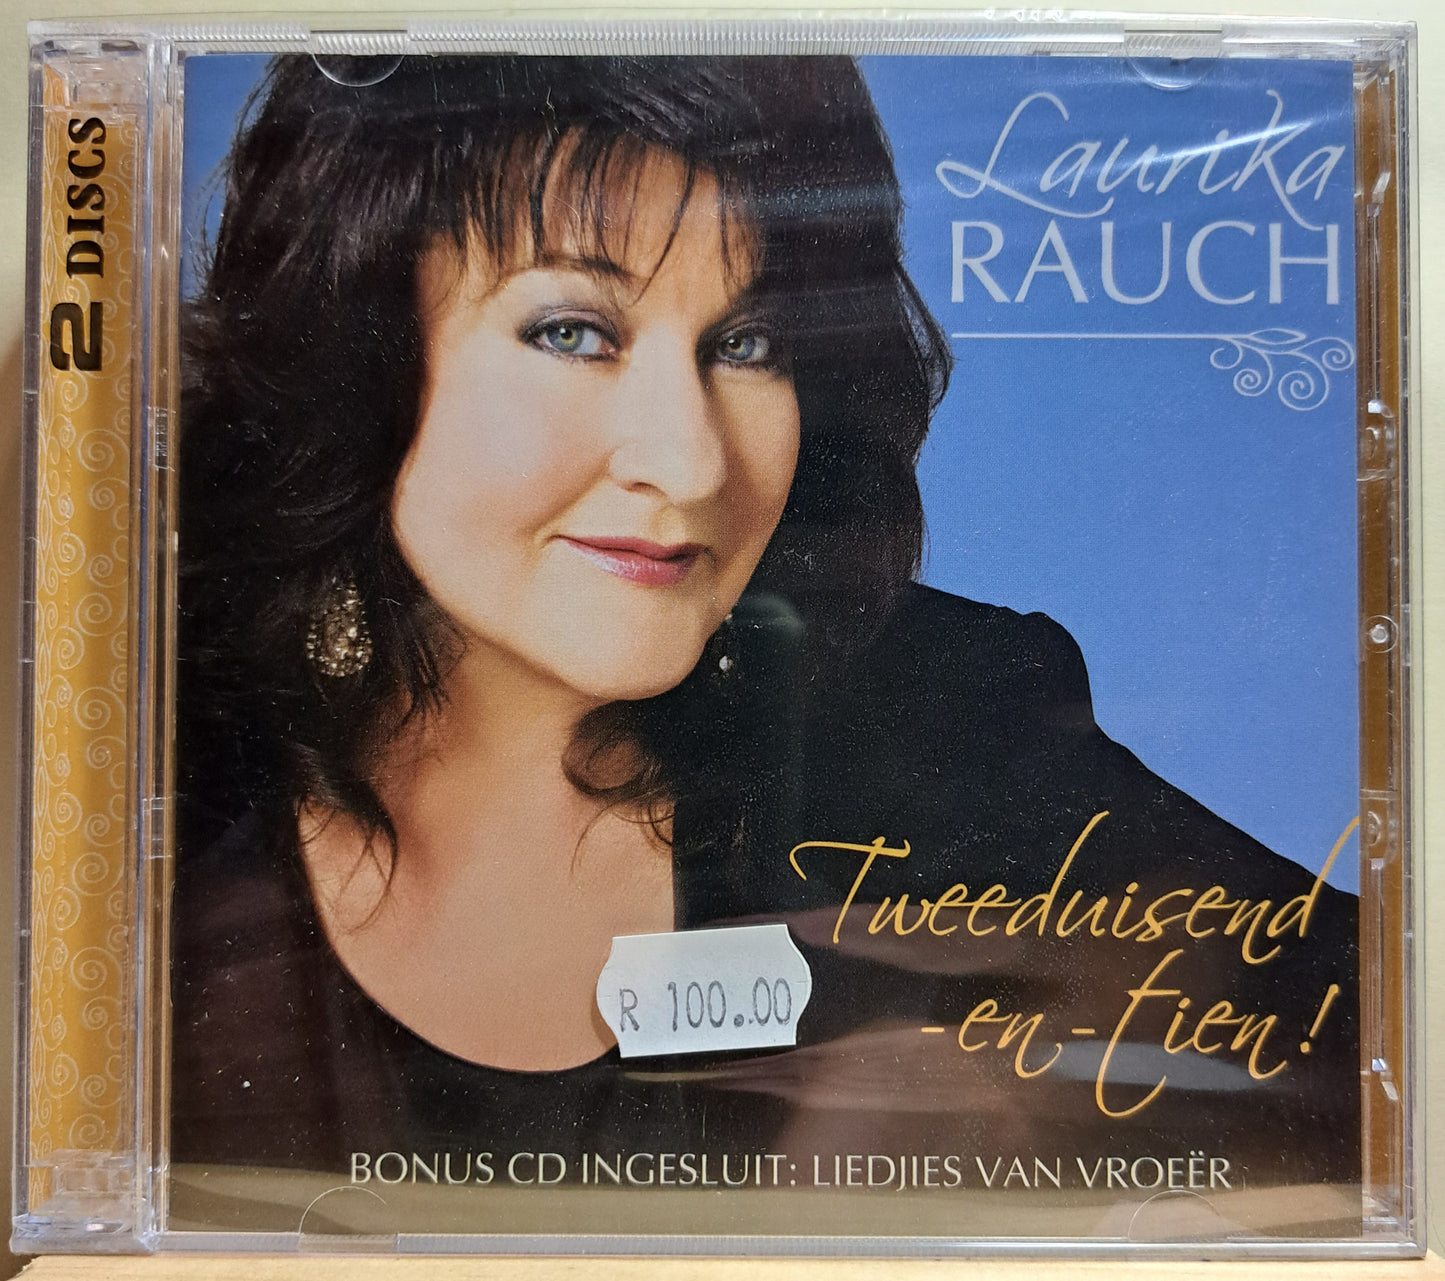 2 DISCS
Laurika
RAUCH
Tweeduisend
-en-tien!
R 100.00
BONUS CD INGESLUIT: LIEDJIES VAN VROEËR